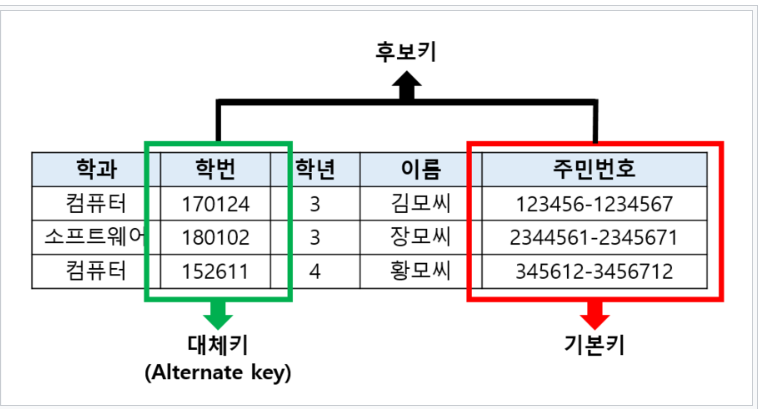 후보키
학과 학번 학년 이름 주민번호
컴퓨터 170124 3 김모씨 123456-1234567
소프트웨어 180102 3 장모씨 2344561-2345671
컴퓨터 152611 4 황모씨 345612-3456712
대체키 기본키
(Alternate key)